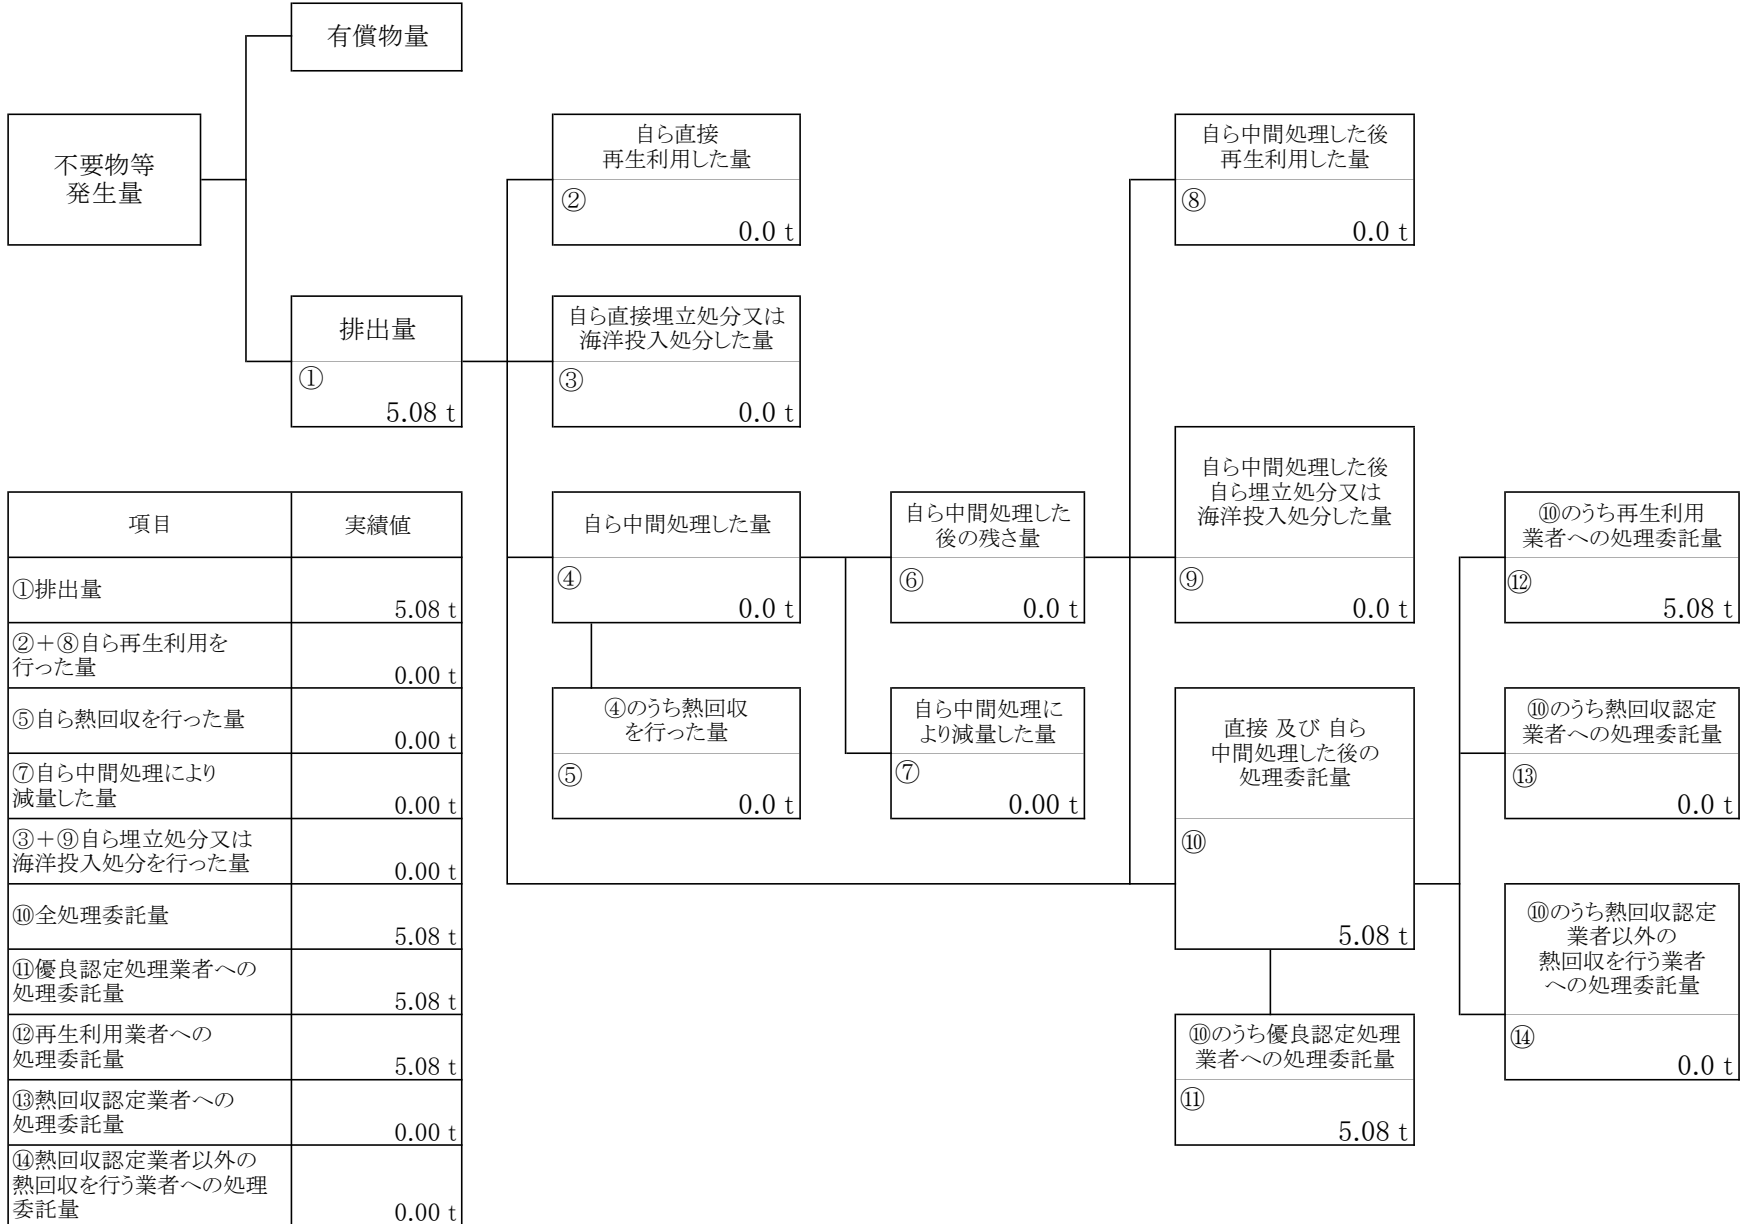 有償物量
不要物等
発生量
自ら直接
再生利用した量
②
0.0 t
自ら中間処理した後
再生利用した量
⑧
0.0 t
排出量
①
5.08 t
自ら直接埋立処分又は
海洋投入処分した量
③
0.0 t
自ら中間処理した量
④
0.0 t
自ら中間処理した
後の残さ量
⑥
0.0 t
自ら中間処理した後
自ら埋立処分又は
海洋投入処分した量
⑨
0.0 t
⑩のうち再生利用
業者への処理委託量
⑫
5.08 t
④のうち熱回収
を行った量
⑤
0.0 t
自ら中間処理に
より減量した量
⑦
0.00 t
直接 及び 自ら
中間処理した後の
処理委託量
⑩
5.08 t
⑩のうち熱回収認定
業者への処理委託量
⑬
0.0 t
⑩のうち熱回収認定
業者以外の
熱回収を行う業者
への処理委託量
⑭
0.0 t
⑩のうち優良認定処理
業者への処理委託量
⑪
5.08 t
項目 実績値
①排出量
5.08 t
②+⑧自ら再生利用を
行った量
0.00 t
⑤自ら熱回収を行った量
0.00 t
⑦自ら中間処理により
減量した量
0.00 t
③+⑨自ら埋立処分又は
海洋投入処分を行った量
0.00 t
⑩全処理委託量
5.08 t
⑪優良認定処理業者への
処理委託量
5.08 t
⑫再生利用業者への
処理委託量
5.08 t
⑬熱回収認定業者への
処理委託量
0.00 t
⑭熱回収認定業者以外の
熱回収を行う業者への処理
委託量
0.00 t